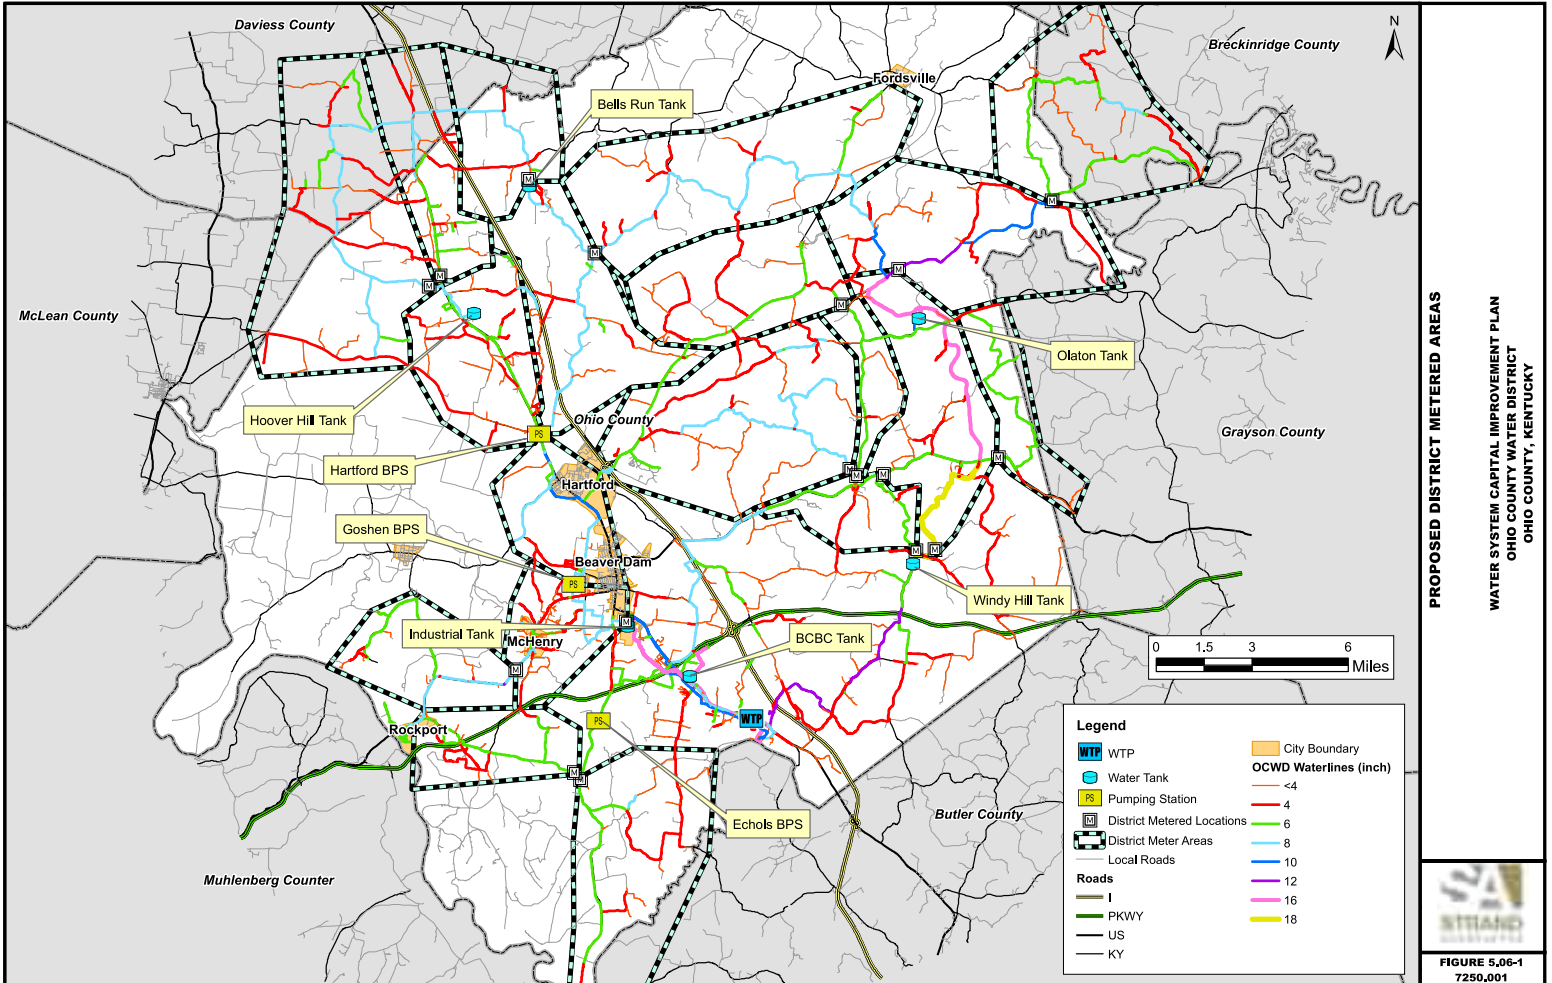 Daviess County
Breckinridge County
N
Fordsville
Bells Run Tank
M
M
M
M
M
M
M
McLean County
Olaton Tank
Hoover Hill Tank
Ohio County
PS
Grayson County
Hartford BPS
M
M
M
M
Hartford
Goshen BPS
M
M
Beaver Dam
PS
Windy Hill Tank
Industrial Tank
M
McHenry
BCBC Tank
M
0 1.5 3 6
Miles
WTP
PS
Rockport
M
M
Echols BPS
Butler County
Muhlenberg Counter
Legend
WTP WTP
Water Tank
PS Pumping Station
M District Metered Locations
District Meter Areas
Local Roads
Roads
I
PKWY
US
KY
City Boundary
OCWD Waterlines (inch)
<4
4
6
8
10
12
16
18
PROPOSED DISTRICT METERED AREAS
WATER SYSTEM CAPITAL IMPROVEMENT PLAN
OHIO COUNTY WATER DISTRICT
OHIO COUNTY, KENTUCKY
STRAND
FIGURE 5.06-1
7250.001